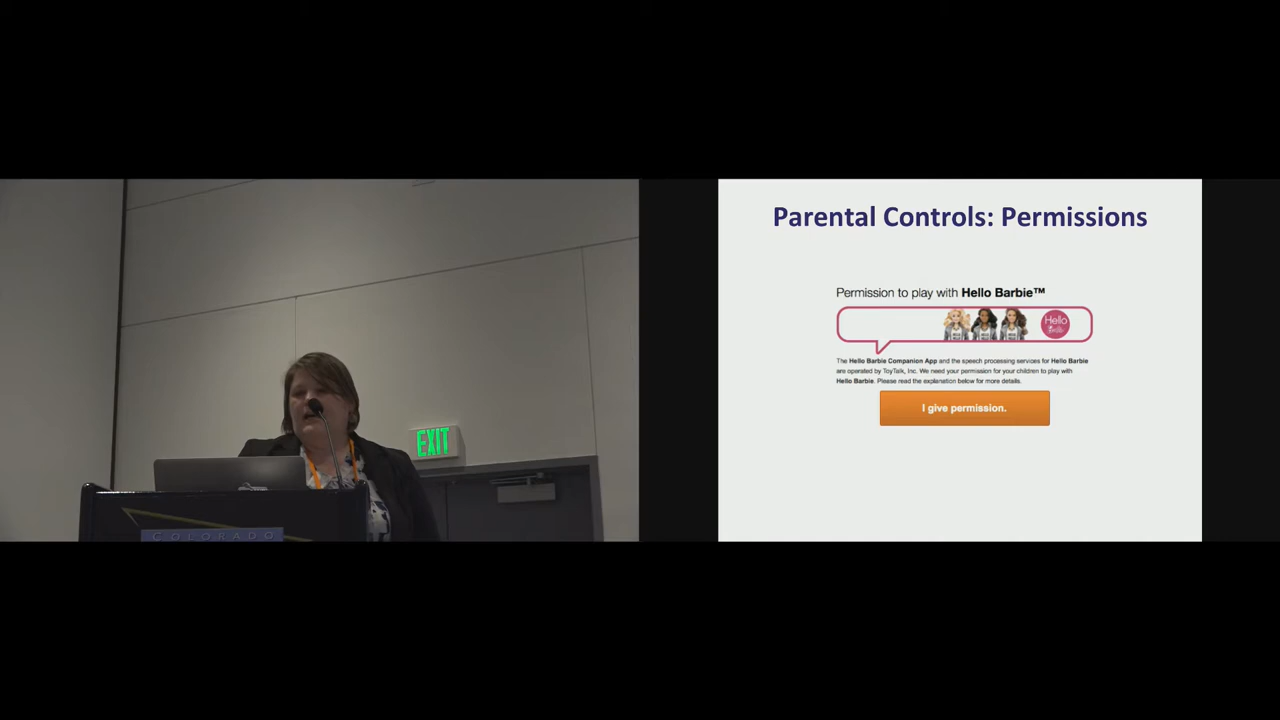 Parental Controls: Permissions
Permission to play with Hello Barbie™
Hello
The Hello Barbie Companion App and the speech processing services for Hello Barbie
are operated by ToyTalk, Inc. We need your permission for your children to play with
Hello Barbie. Please read the explanation below for more details.
I give permission.
EXIT
COLORADO